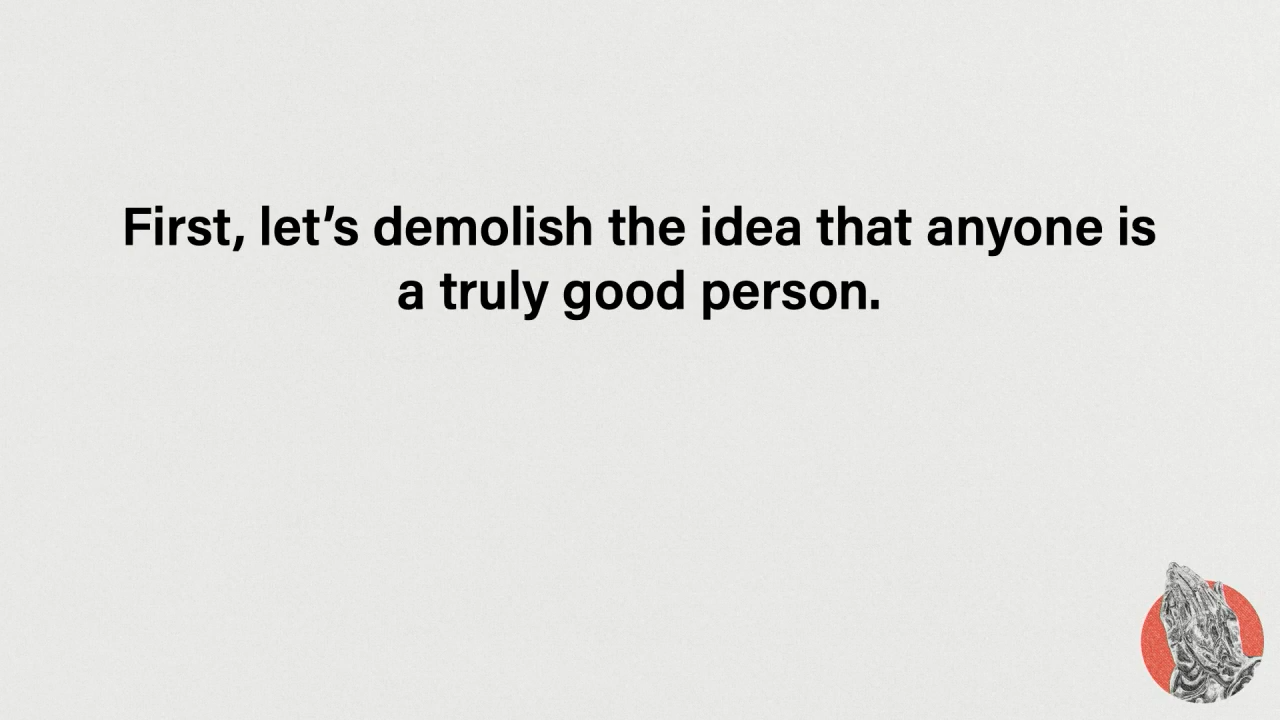 First, let’s demolish the idea that anyone is
a truly good person.